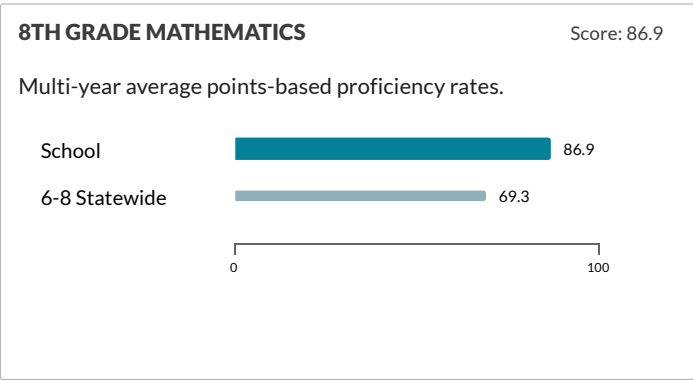 8TH GRADE MATHEMATICS Score: 86.9
Multi-year average points-based proficiency rates.
School 86.9
6-8 Statewide 69.3
0 100